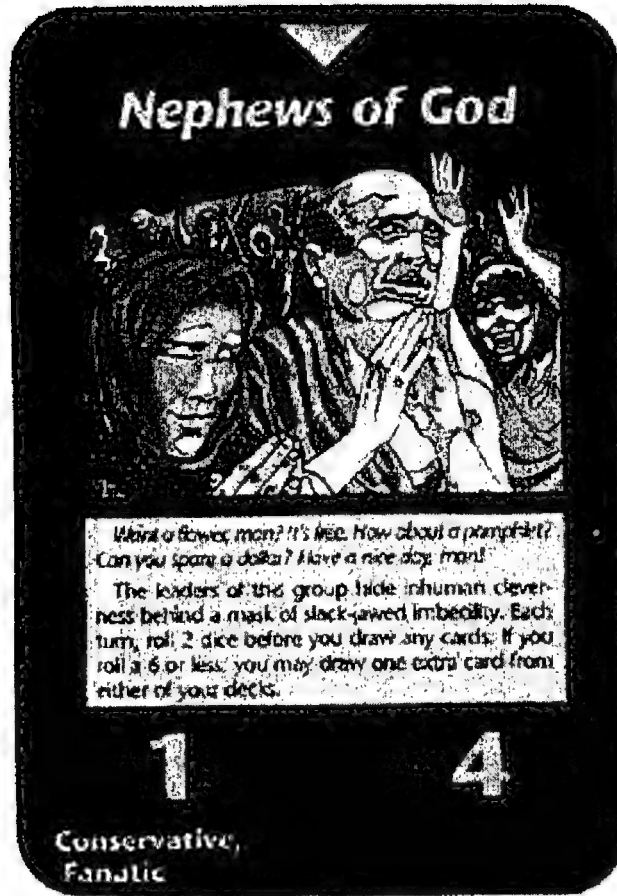 Nephews of God
Want a flower, man? It's free. How about a pamphlet?
Can you spare a dollar? Have a nice day, man!
The leaders of this group hide inhuman clever-
ness behind a mask of slack-jawed imbecility. Each
turn, roll 2 dice before you draw any cards. If you
roll a 6 or less, you may draw one extra card from
either of your decks.
1 4
Conservative,
Fanatic